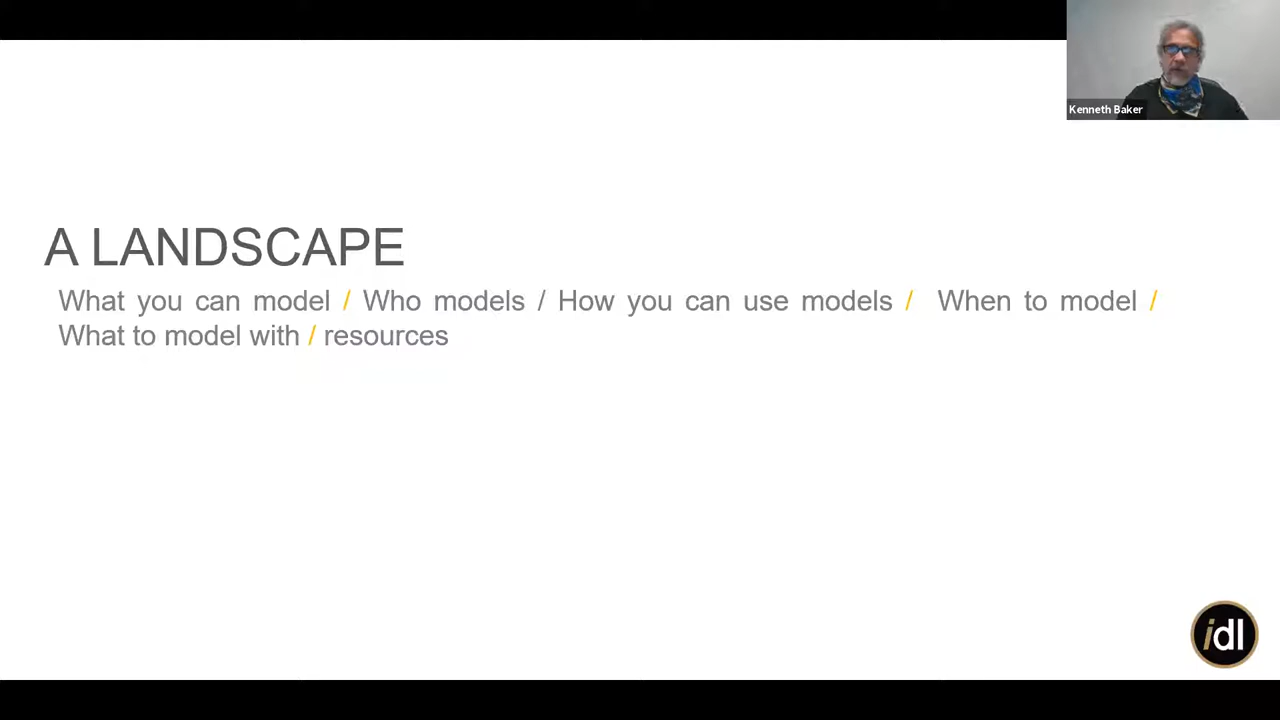 Kenneth Baker
A LANDSCAPE
What you can model / Who models / How you can use models / When to model /
What to model with / resources
idl